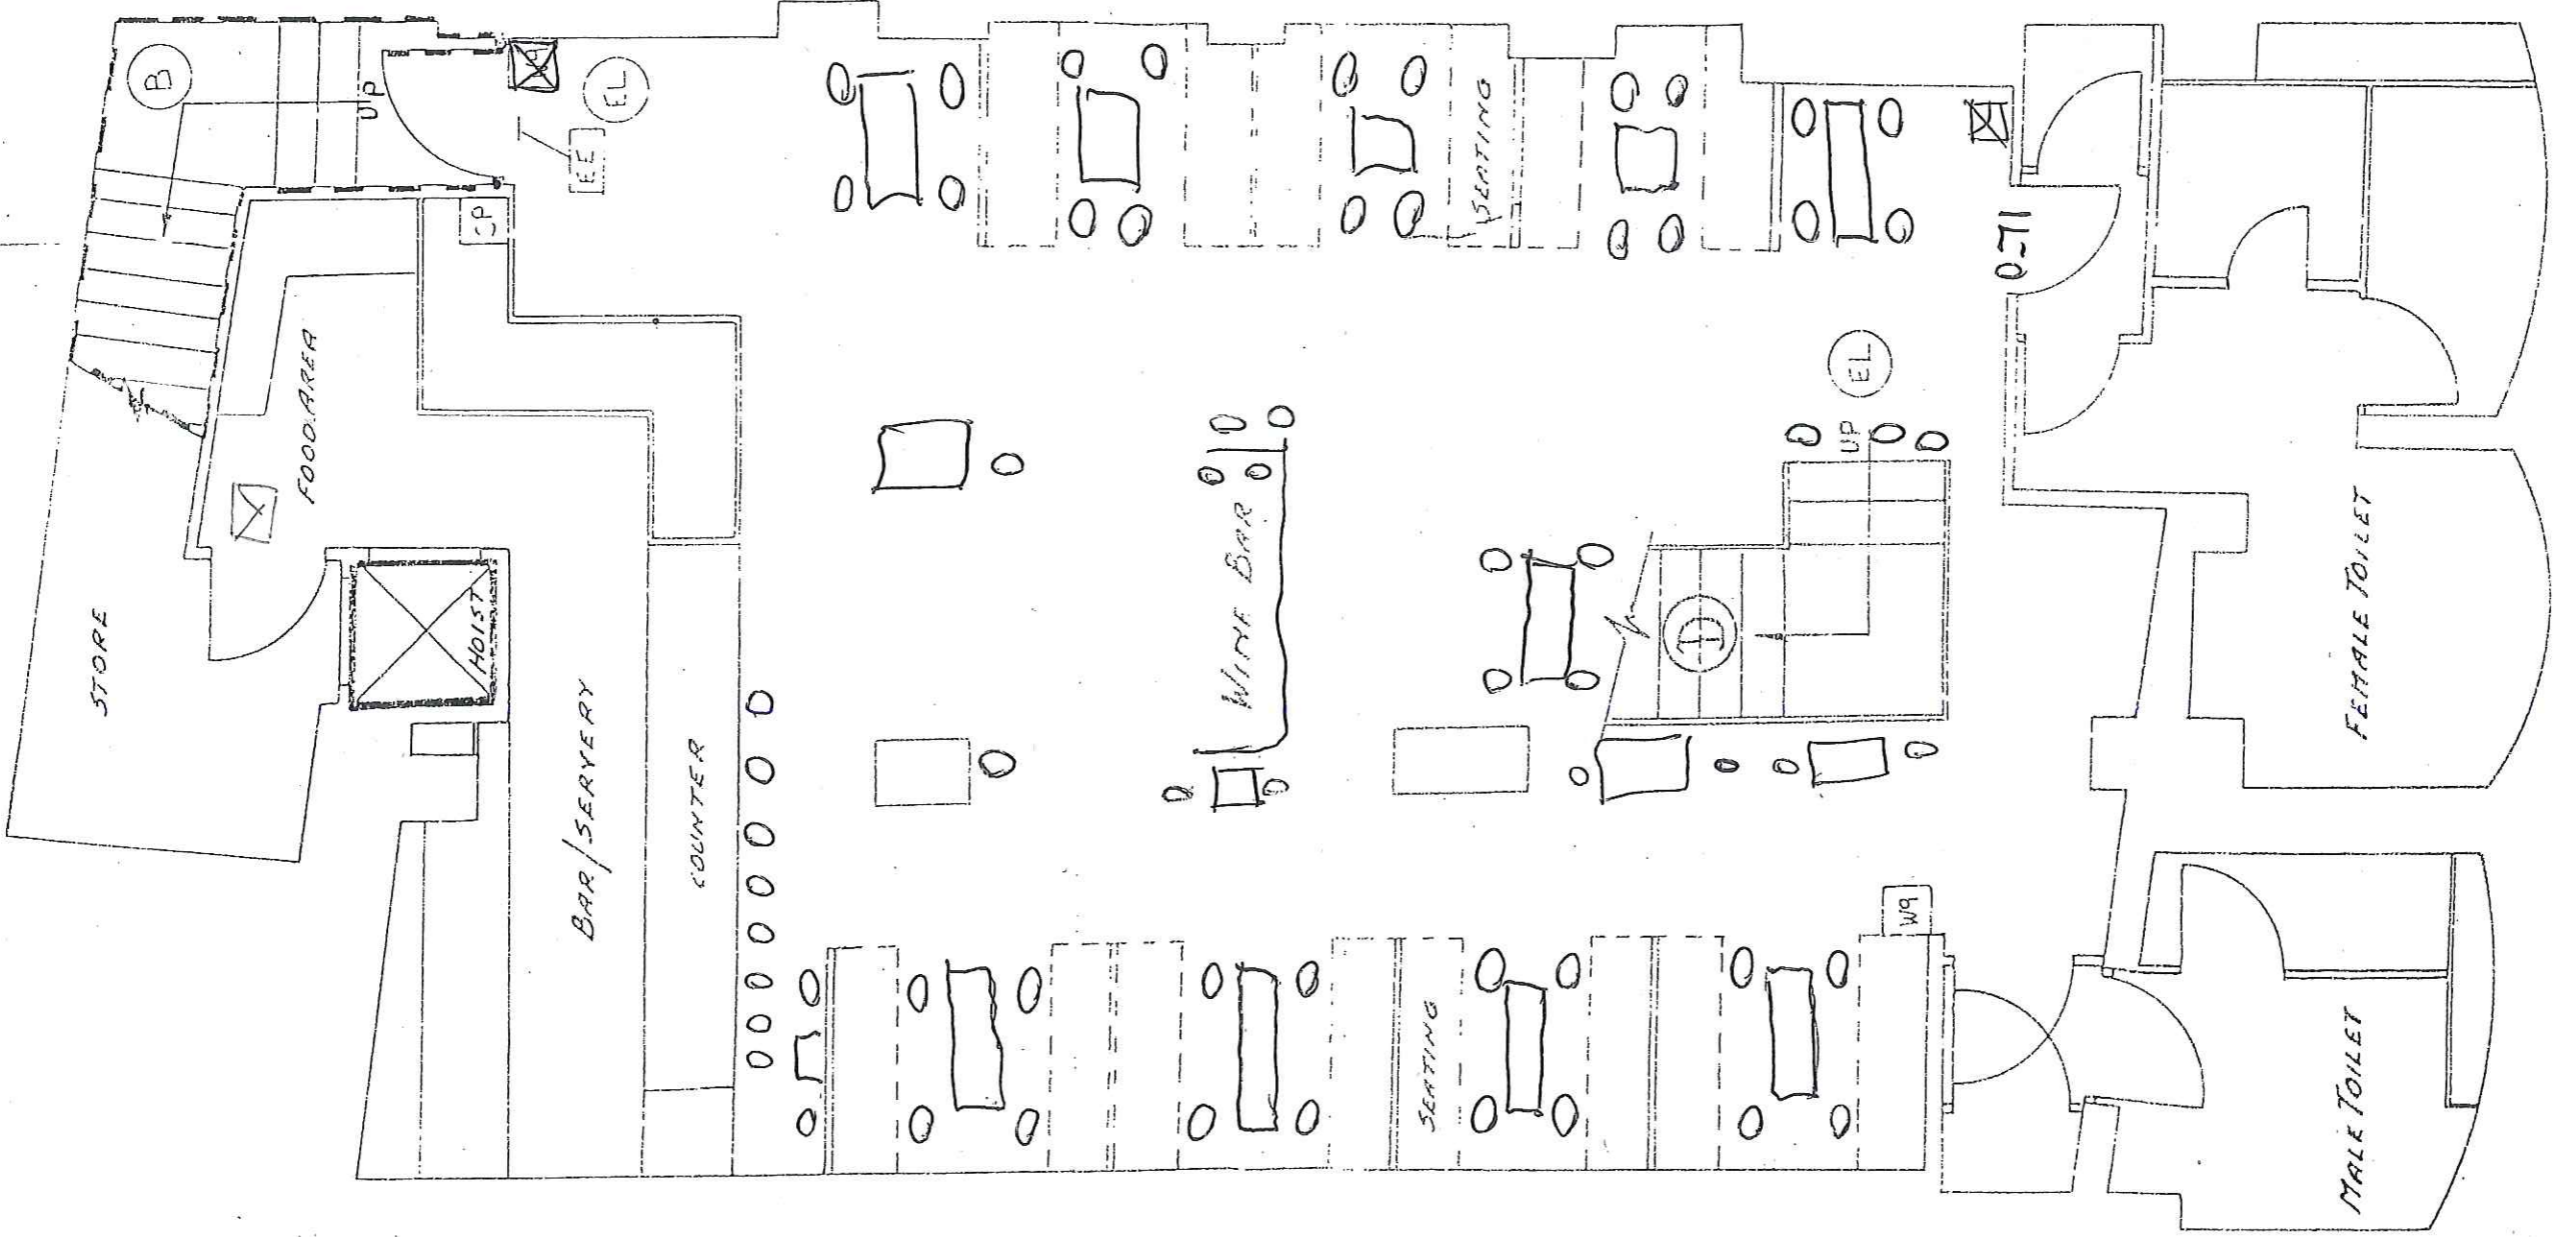 B
UP
EL
EE
CP
SEATING
FOOD AREA
EL
UP
STORE
HOIST
WINE BAR
D
FEMALE TOILET
BAR/SERVERY
COUNTER
W9
SEATING
MALE TOILET